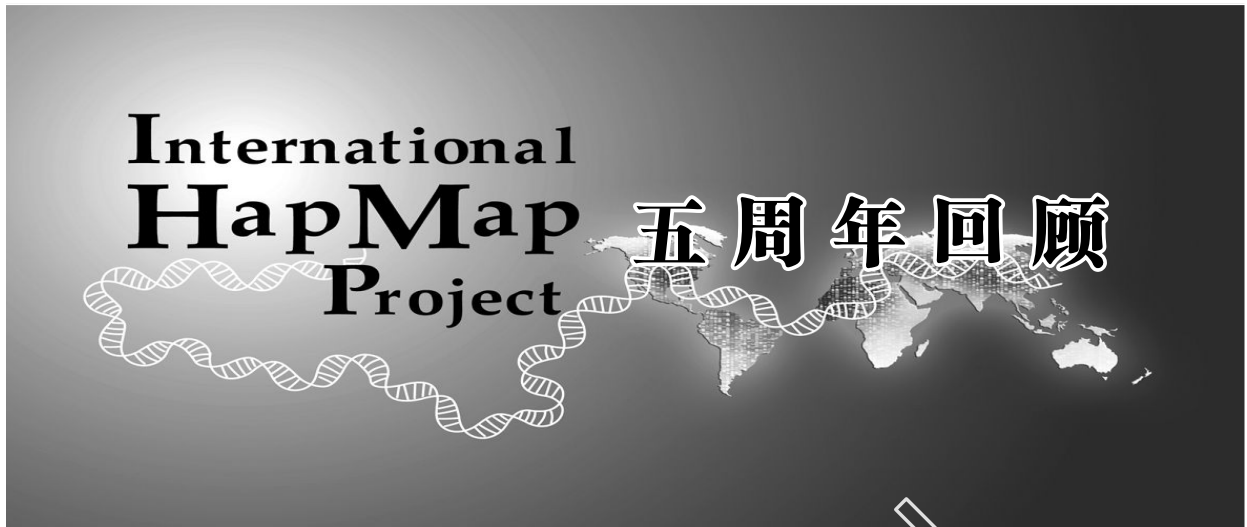 International
HapMap
Project
五周年回顾